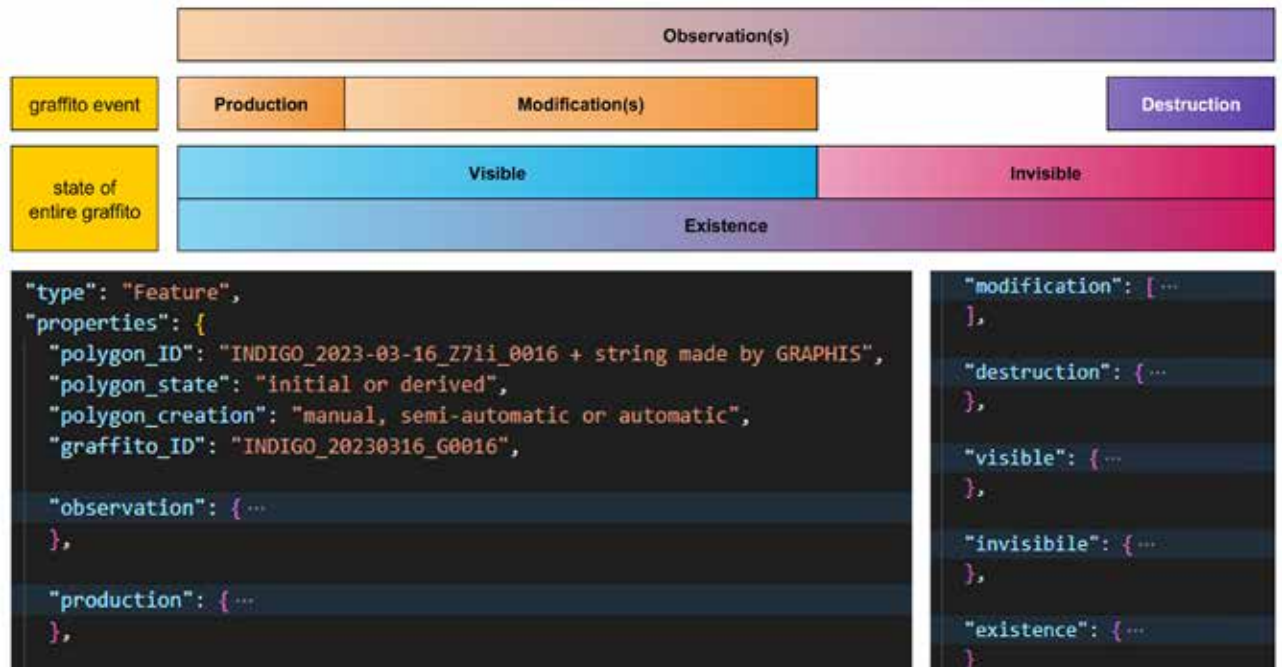 Observation(s)
graffito event
Production
Modification(s)
Destruction
state of
entire graffito
Visible
Invisible
Existence
"type": "Feature",
"properties": {
"polygon_ID": "INDIGO_2023-03-16_Z7ii_0016 + string made by GRAPHIS",
"polygon_state": "initial or derived",
"polygon_creation": "manual, semi-automatic or automatic",
"graffito_ID": "INDIGO_20230316_G0016",
"observation": { ···
},
"production": { ···
},
"modification": [ ···
],
"destruction": { ···
},
"visible": { ···
},
"invisibile": { ···
},
"existence": { ···
}